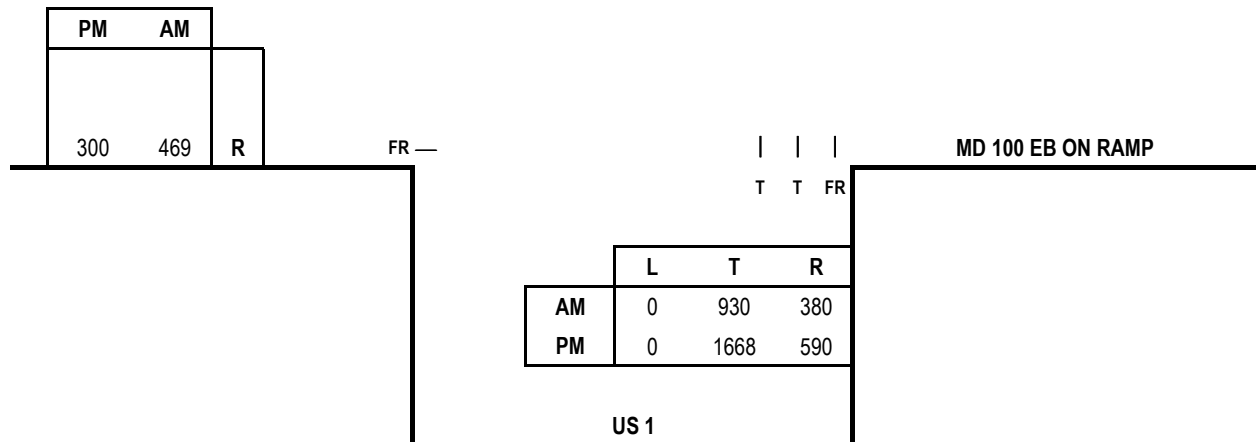 PM AM
300 469 R
FR
MD 100 EB ON RAMP
T T FR
L T R
AM 0 930 380
PM 0 1668 590
US 1